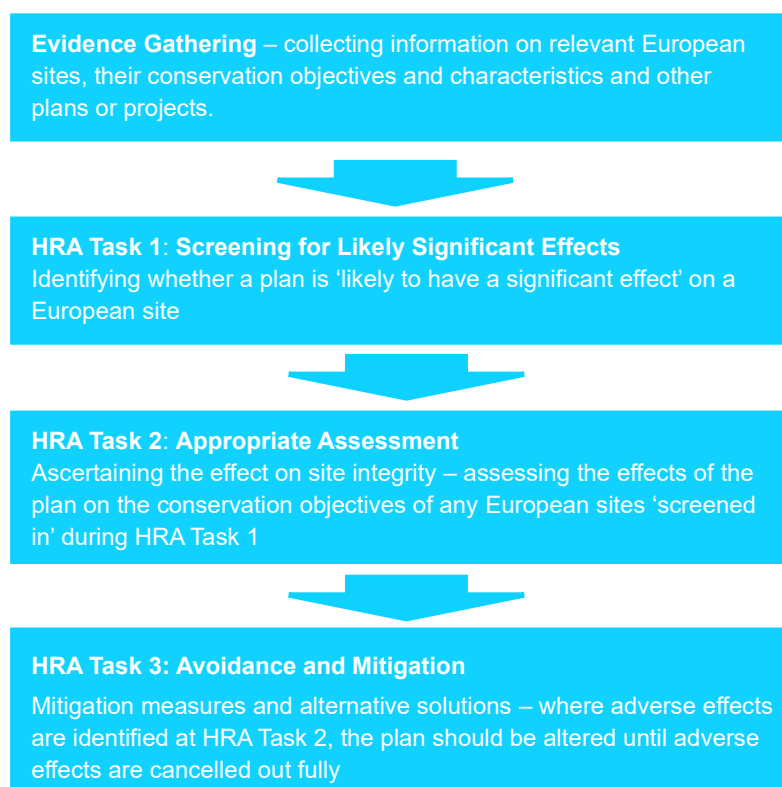 Evidence Gathering – collecting information on relevant European
sites, their conservation objectives and characteristics and other
plans or projects.
HRA Task 1: Screening for Likely Significant Effects
Identifying whether a plan is ‘likely to have a significant effect’ on a
European site
HRA Task 2: Appropriate Assessment
Ascertaining the effect on site integrity – assessing the effects of the
plan on the conservation objectives of any European sites ‘screened
in’ during HRA Task 1
HRA Task 3: Avoidance and Mitigation
Mitigation measures and alternative solutions – where adverse effects
are identified at HRA Task 2, the plan should be altered until adverse
effects are cancelled out fully